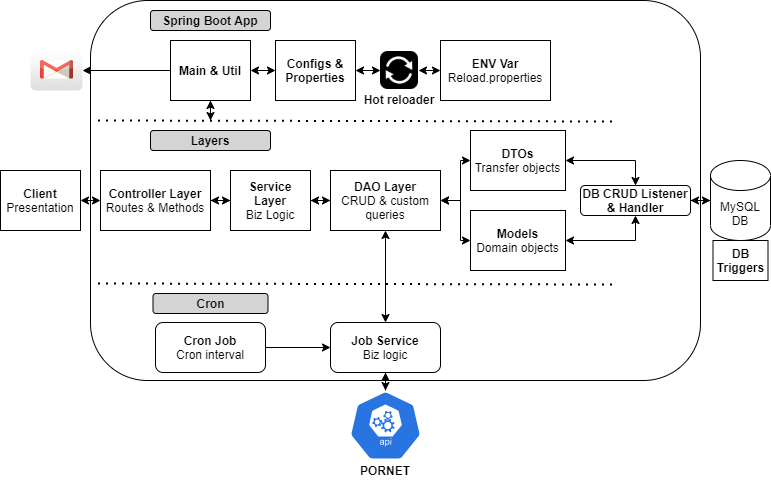 Spring Boot App
Main & Util
Configs &
Properties
Hot reloader
ENV Var
Reload.properties
Layers
Client
Presentation
Controller Layer
Routes & Methods
Service
Layer
Biz Logic
DAO Layer
CRUD & custom
queries
DTOs
Transfer objects
Models
Domain objects
DB CRUD Listener
& Handler
MySQL
DB
DB
Triggers
Cron
Cron Job
Cron interval
Job Service
Biz logic
api
PORNET